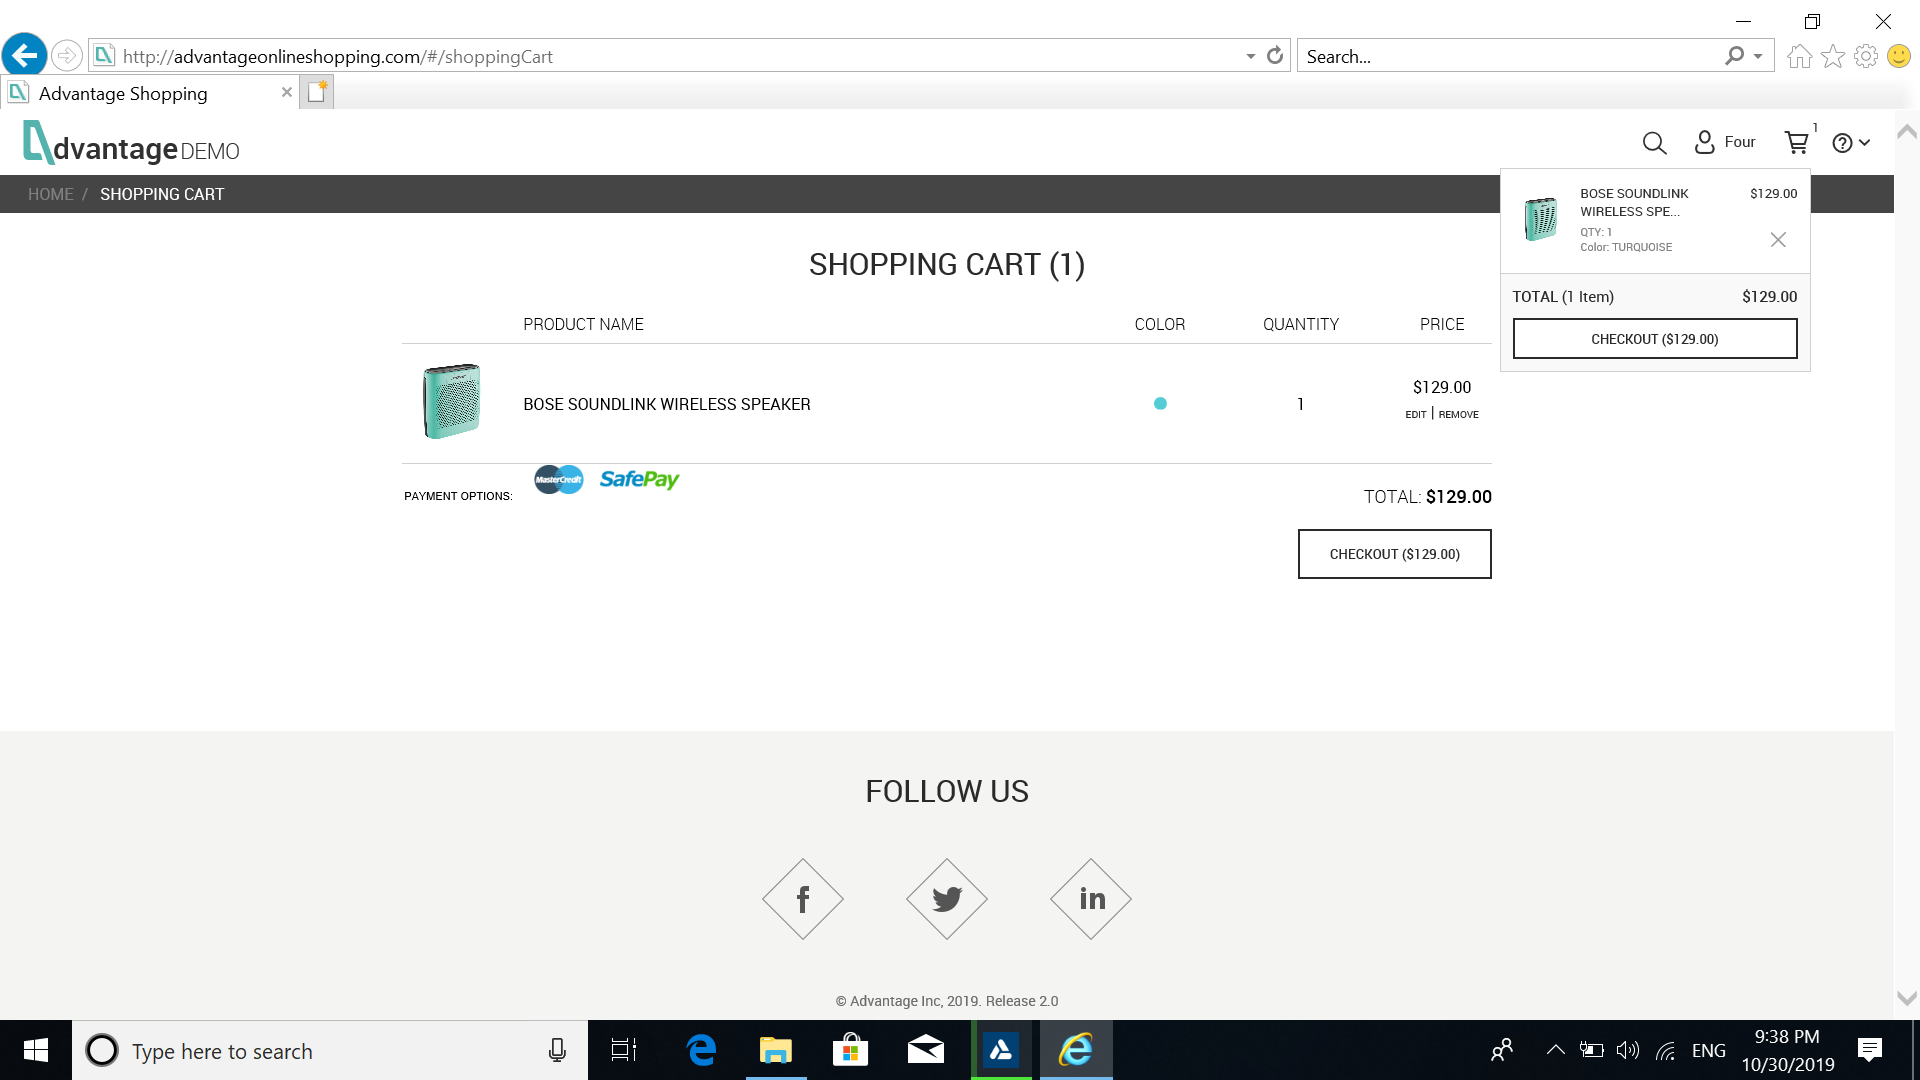 http://advantageonlineshopping.com/#/shoppingCart
Search...
Advantage Shopping
dvantage DEMO
Four
1
HOME / SHOPPING CART
BOSE SOUNDLINK WIRELESS SPE...
$129.00
QTY: 1
Color: TURQUOISE
TOTAL (1 Item) $129.00
CHECKOUT ($129.00)
SHOPPING CART (1)
PRODUCT NAME COLOR QUANTITY PRICE
BOSE SOUNDLINK WIRELESS SPEAKER 1 $129.00
EDIT | REMOVE
PAYMENT OPTIONS: MasterCredit SafePay
TOTAL: $129.00
CHECKOUT ($129.00)
FOLLOW US
f
in
© Advantage Inc, 2019. Release 2.0
Type here to search
ENG
9:38 PM
10/30/2019